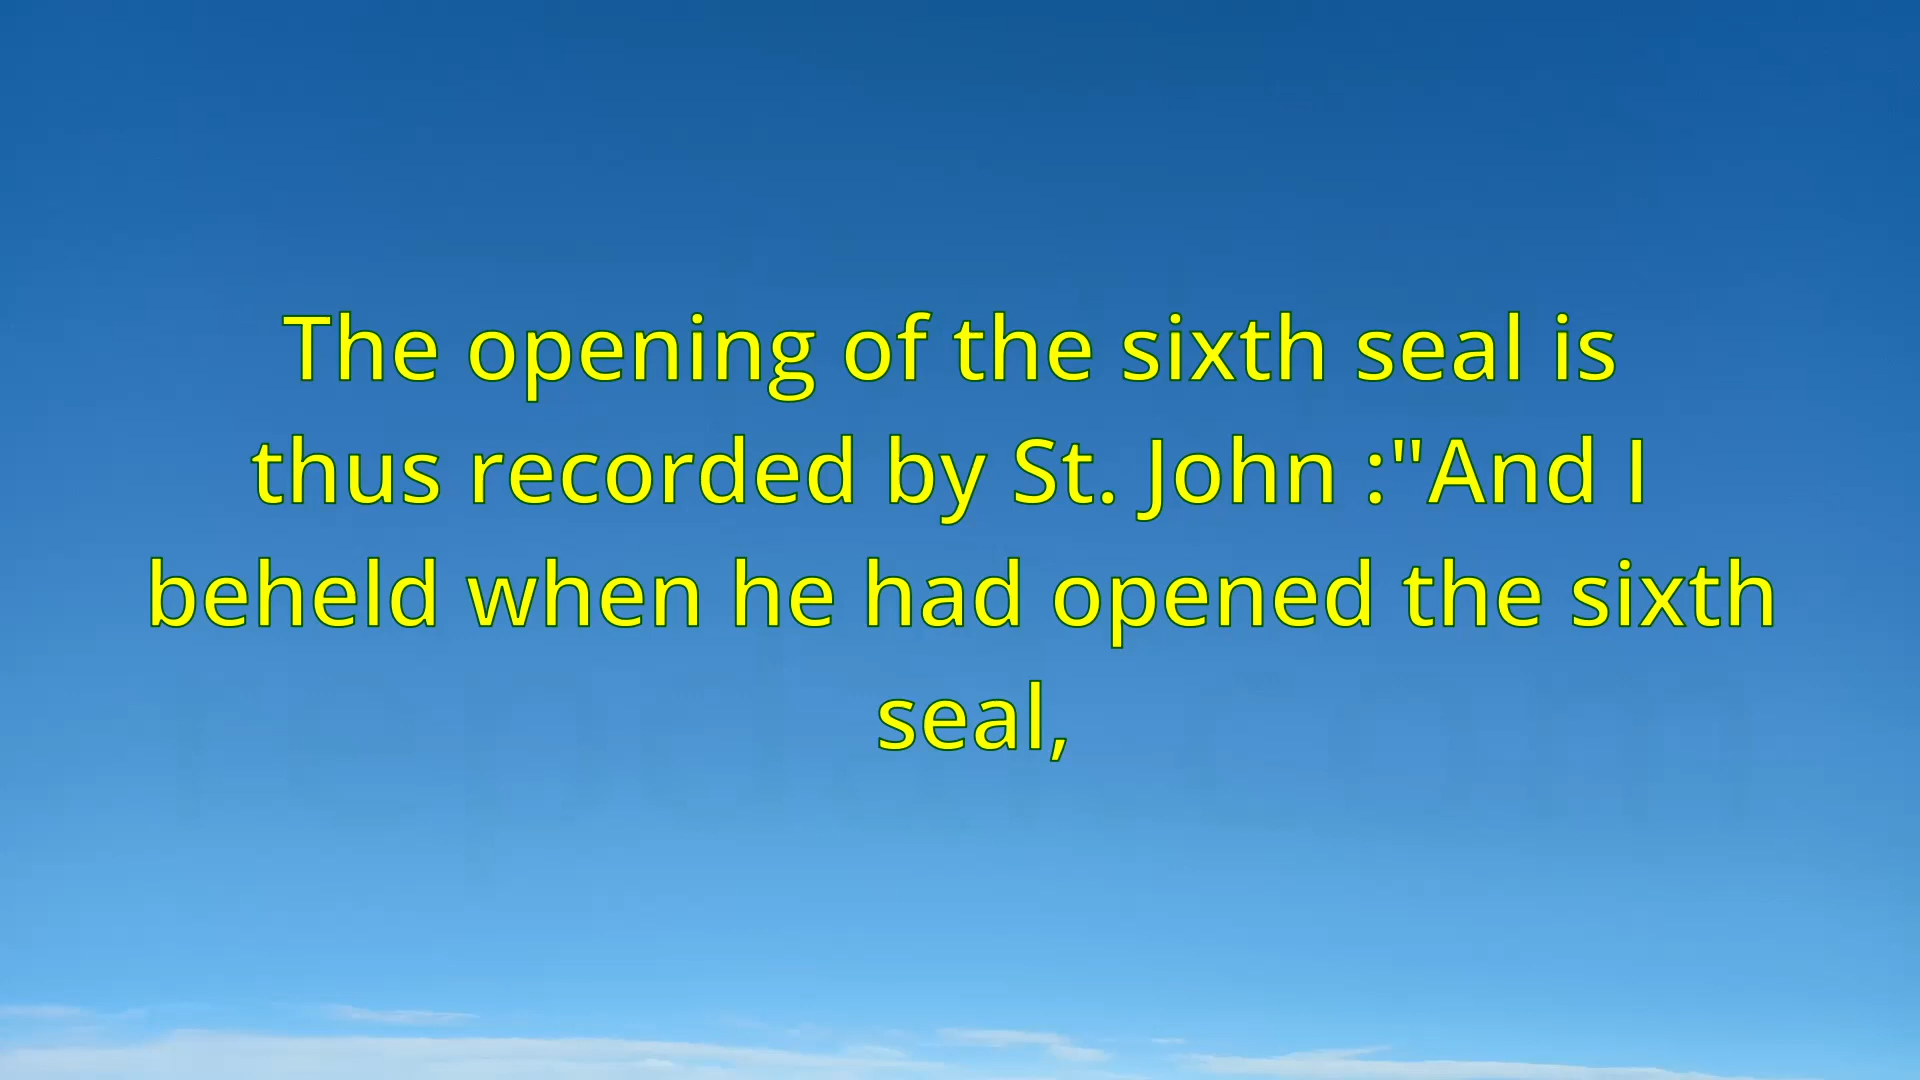 The opening of the sixth seal is
thus recorded by St. John :"And I
beheld when he had opened the sixth
seal,